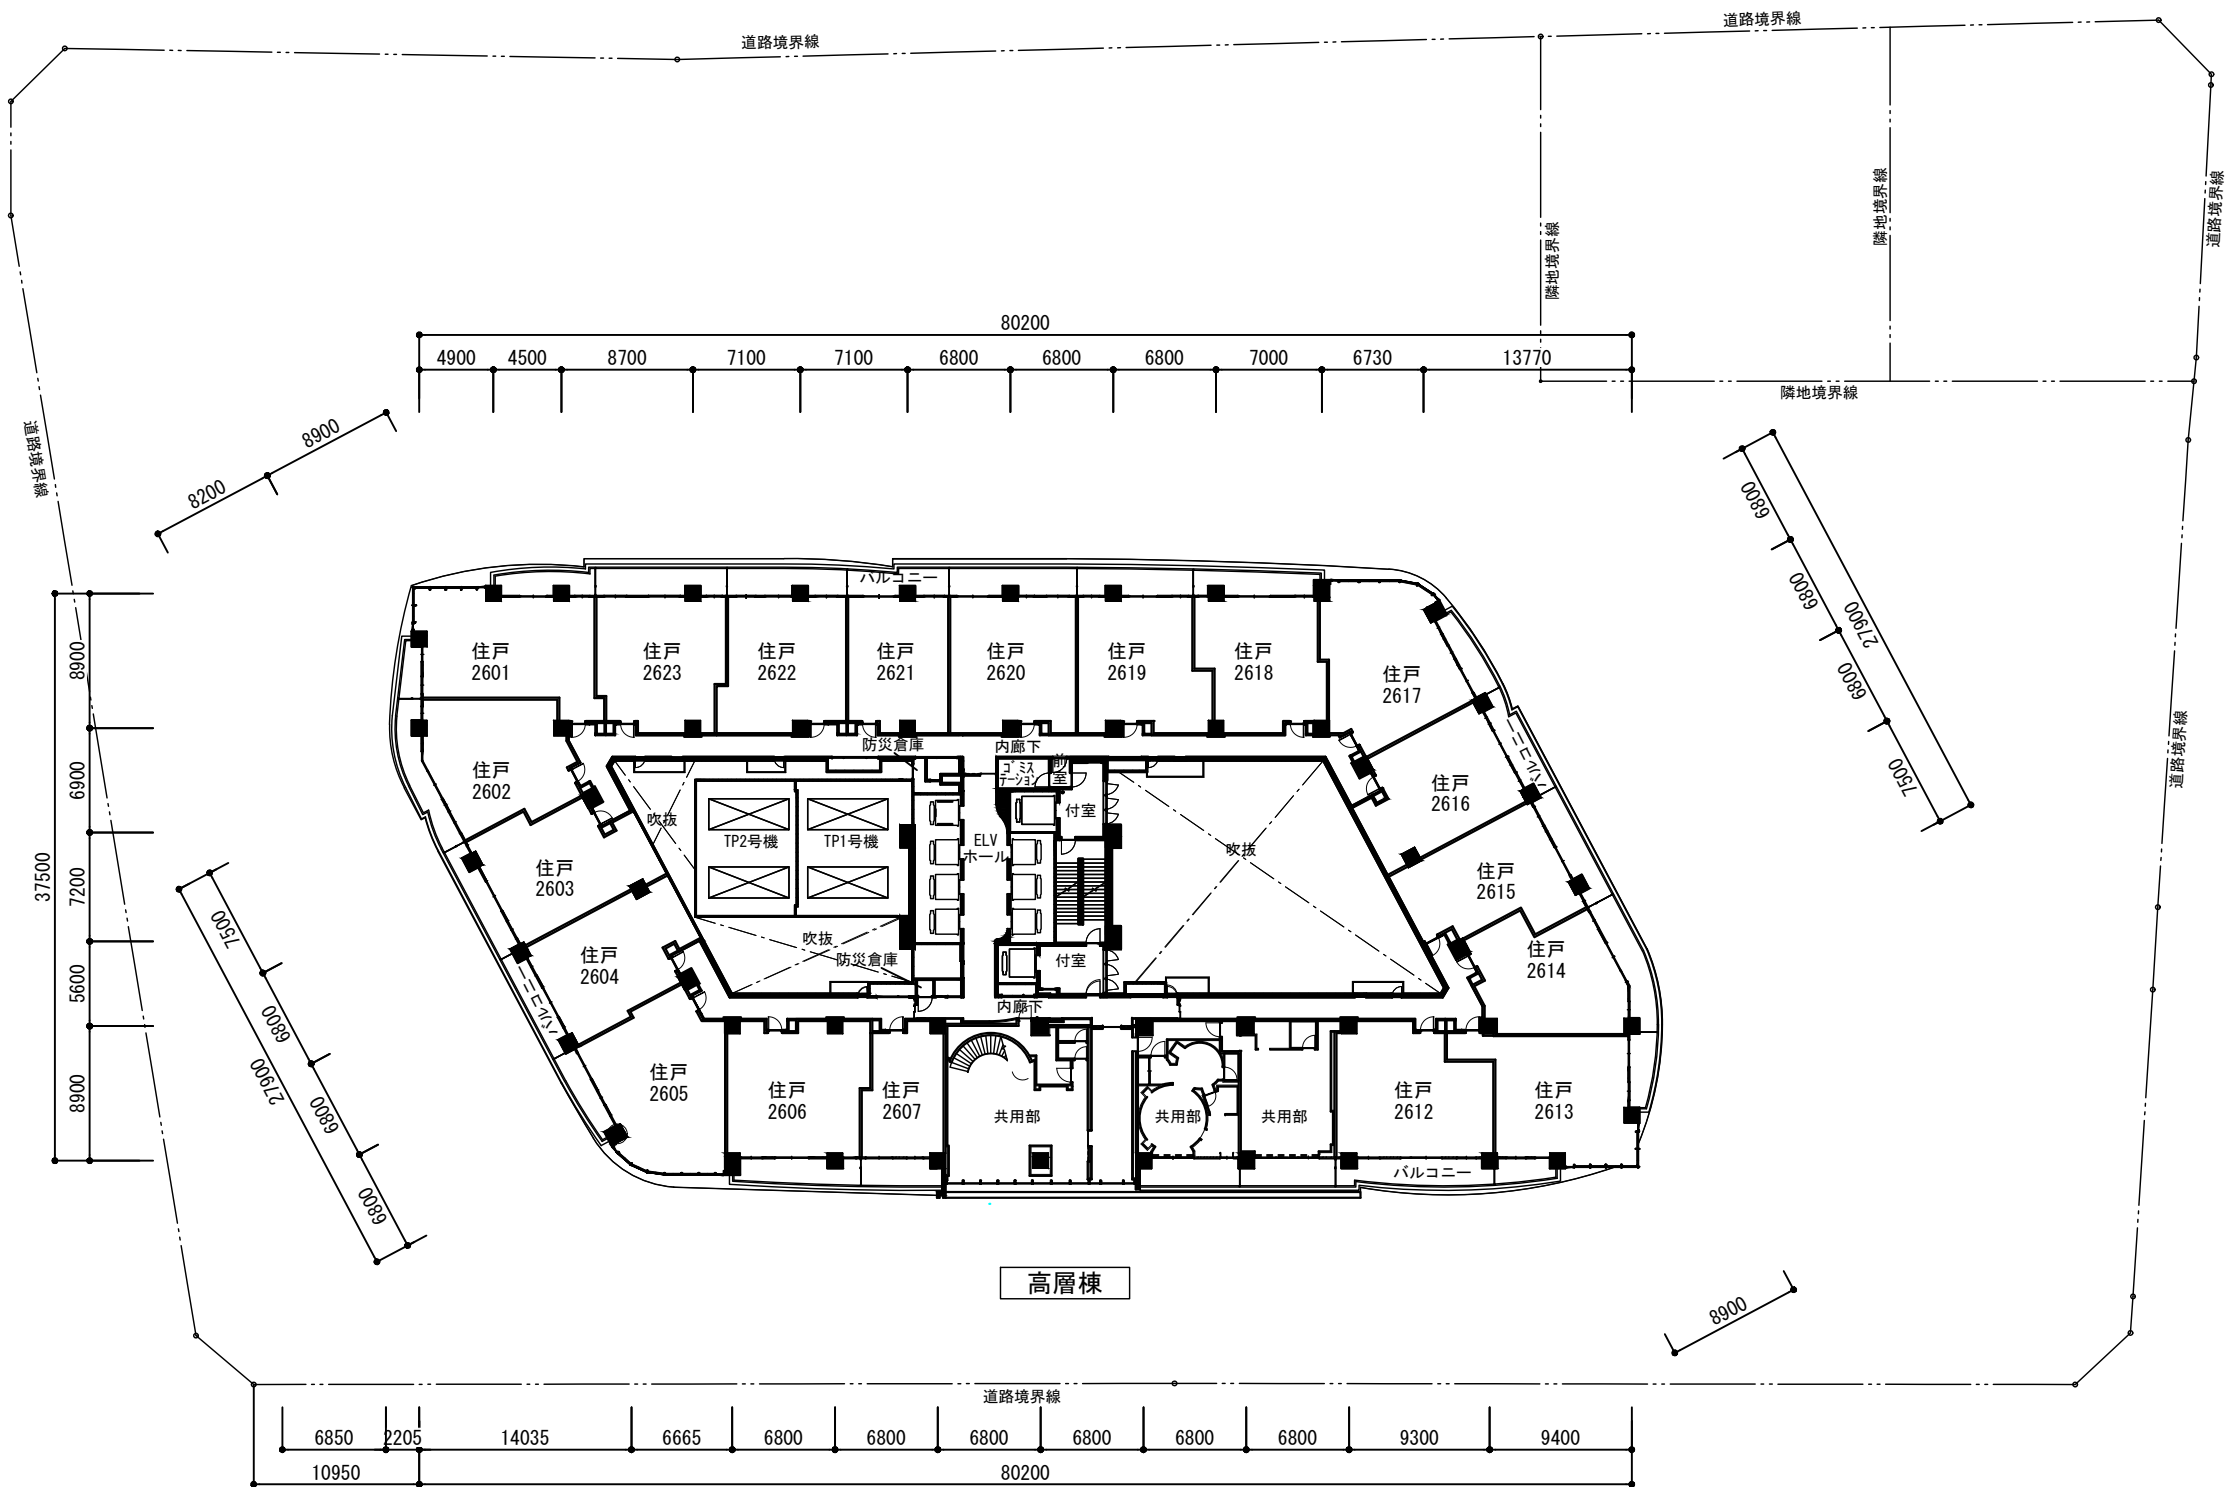 道路境界線
道路境界線
道路境界線
道路境界線
道路境界線
道路境界線
道路境界線
隣地境界線
隣地境界線
隣地境界線
80200
4900
4500
8700
7100
7100
6800
6800
6800
7000
6730
13770
8900
8200
6800
6800
6800
7500
27900
37500
8900
6900
7200
5600
8900
7500
6800
6800
6800
27900
バルコニー
住戸
2601
住戸
2623
住戸
2622
住戸
2621
住戸
2620
住戸
2619
住戸
2618
住戸
2617
住戸
2602
防災倉庫
内廊下
ゴミス
テーション
前
室
住戸
2616
バルコニー
吹抜
TP2号機
TP1号機
ELV
ホール
付室
吹抜
住戸
2603
住戸
2615
吹抜
防災倉庫
付室
住戸
2604
住戸
2614
バルコニー
内廊下
住戸
2605
住戸
2606
住戸
2607
共用部
共用部
共用部
住戸
2612
住戸
2613
バルコニー
高層棟
8900
6850
2205
14035
6665
6800
6800
6800
6800
6800
6800
9300
9400
10950
80200